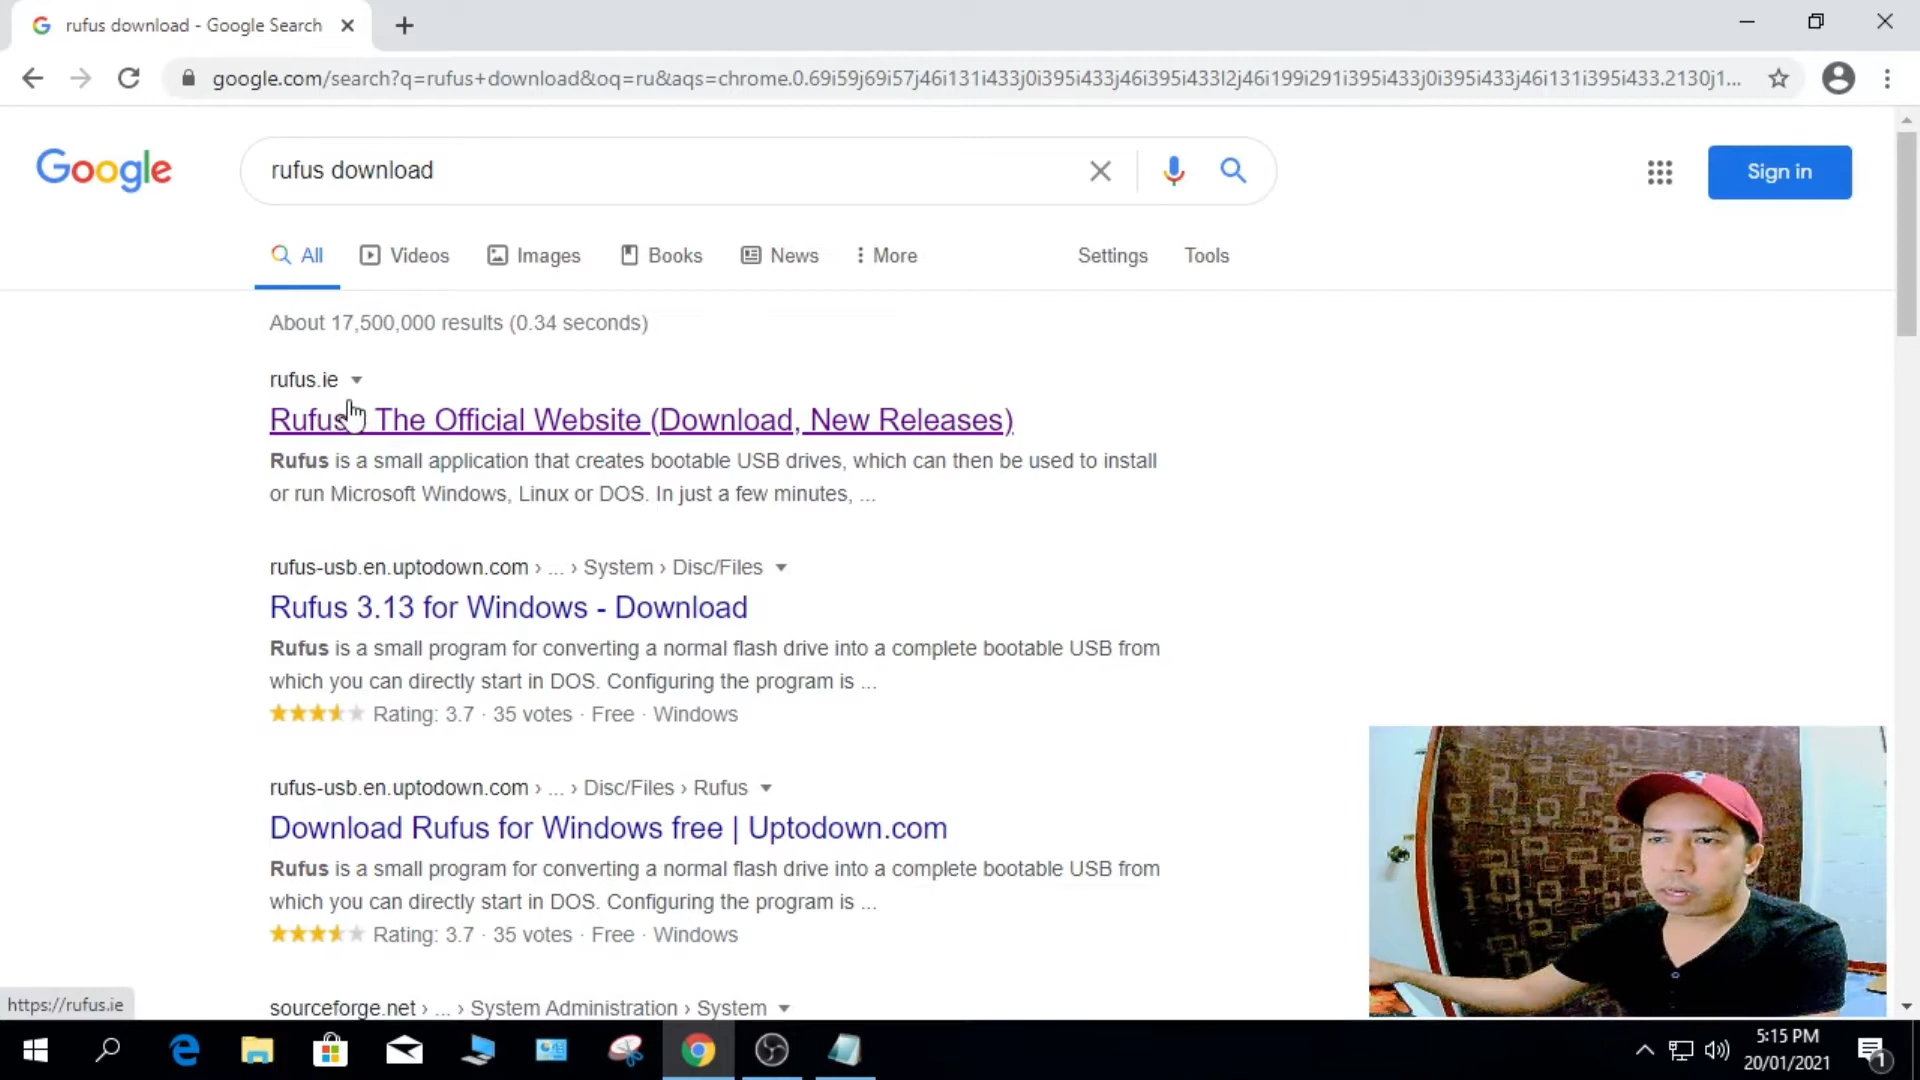 rufus download - Google Search
google.com/search?q=rufus+download&oq=ru&aqs=chrome.0.69i59j69i57j46i131i433j0i395i433j46i395i433l2j46i199i291i395i433j0i395i433j46i131i395i433.2130j1...
Google
rufus download
Sign in
All Videos Images Books News More Settings Tools
About 17,500,000 results (0.34 seconds)
rufus.ie
Rufus The Official Website (Download, New Releases)
Rufus is a small application that creates bootable USB drives, which can then be used to install
or run Microsoft Windows, Linux or DOS. In just a few minutes, ...
rufus-usb.en.uptodown.com › ... › System › Disc/Files
Rufus 3.13 for Windows - Download
Rufus is a small program for converting a normal flash drive into a complete bootable USB from
which you can directly start in DOS. Configuring the program is ...
Rating: 3.7 · 35 votes · Free · Windows
rufus-usb.en.uptodown.com › ... › Disc/Files › Rufus
Download Rufus for Windows free | Uptodown.com
Rufus is a small program for converting a normal flash drive into a complete bootable USB from
which you can directly start in DOS. Configuring the program is ...
Rating: 3.7 · 35 votes · Free · Windows
https://rufus.ie
sourceforge.net › ... › System Administration › System
5:15 PM
20/01/2021
1